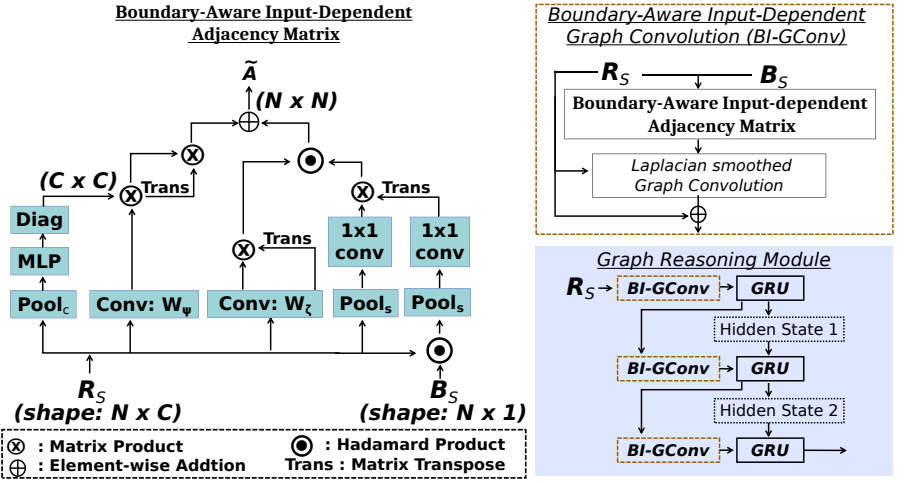 Boundary-Aware Input-Dependent
Adjacency Matrix
Ã
(N x N)
(C x C)
Trans
Diag
MLP
Pool_c
Conv: W_ψ
Trans
Conv: W_ζ
1x1
conv
1x1
conv
Pool_s
Pool_s
R_S
(shape: N x C)
B_S
(shape: N x 1)
⊗ : Matrix Product
⊙ : Hadamard Product
⊕ : Element-wise Addtion
Trans : Matrix Transpose
Boundary-Aware Input-Dependent
Graph Convolution (BI-GConv)
R_S
B_S
Boundary-Aware Input-dependent
Adjacency Matrix
Laplacian smoothed
Graph Convolution
Graph Reasoning Module
R_S
BI-GConv
GRU
Hidden State 1
BI-GConv
GRU
Hidden State 2
BI-GConv
GRU